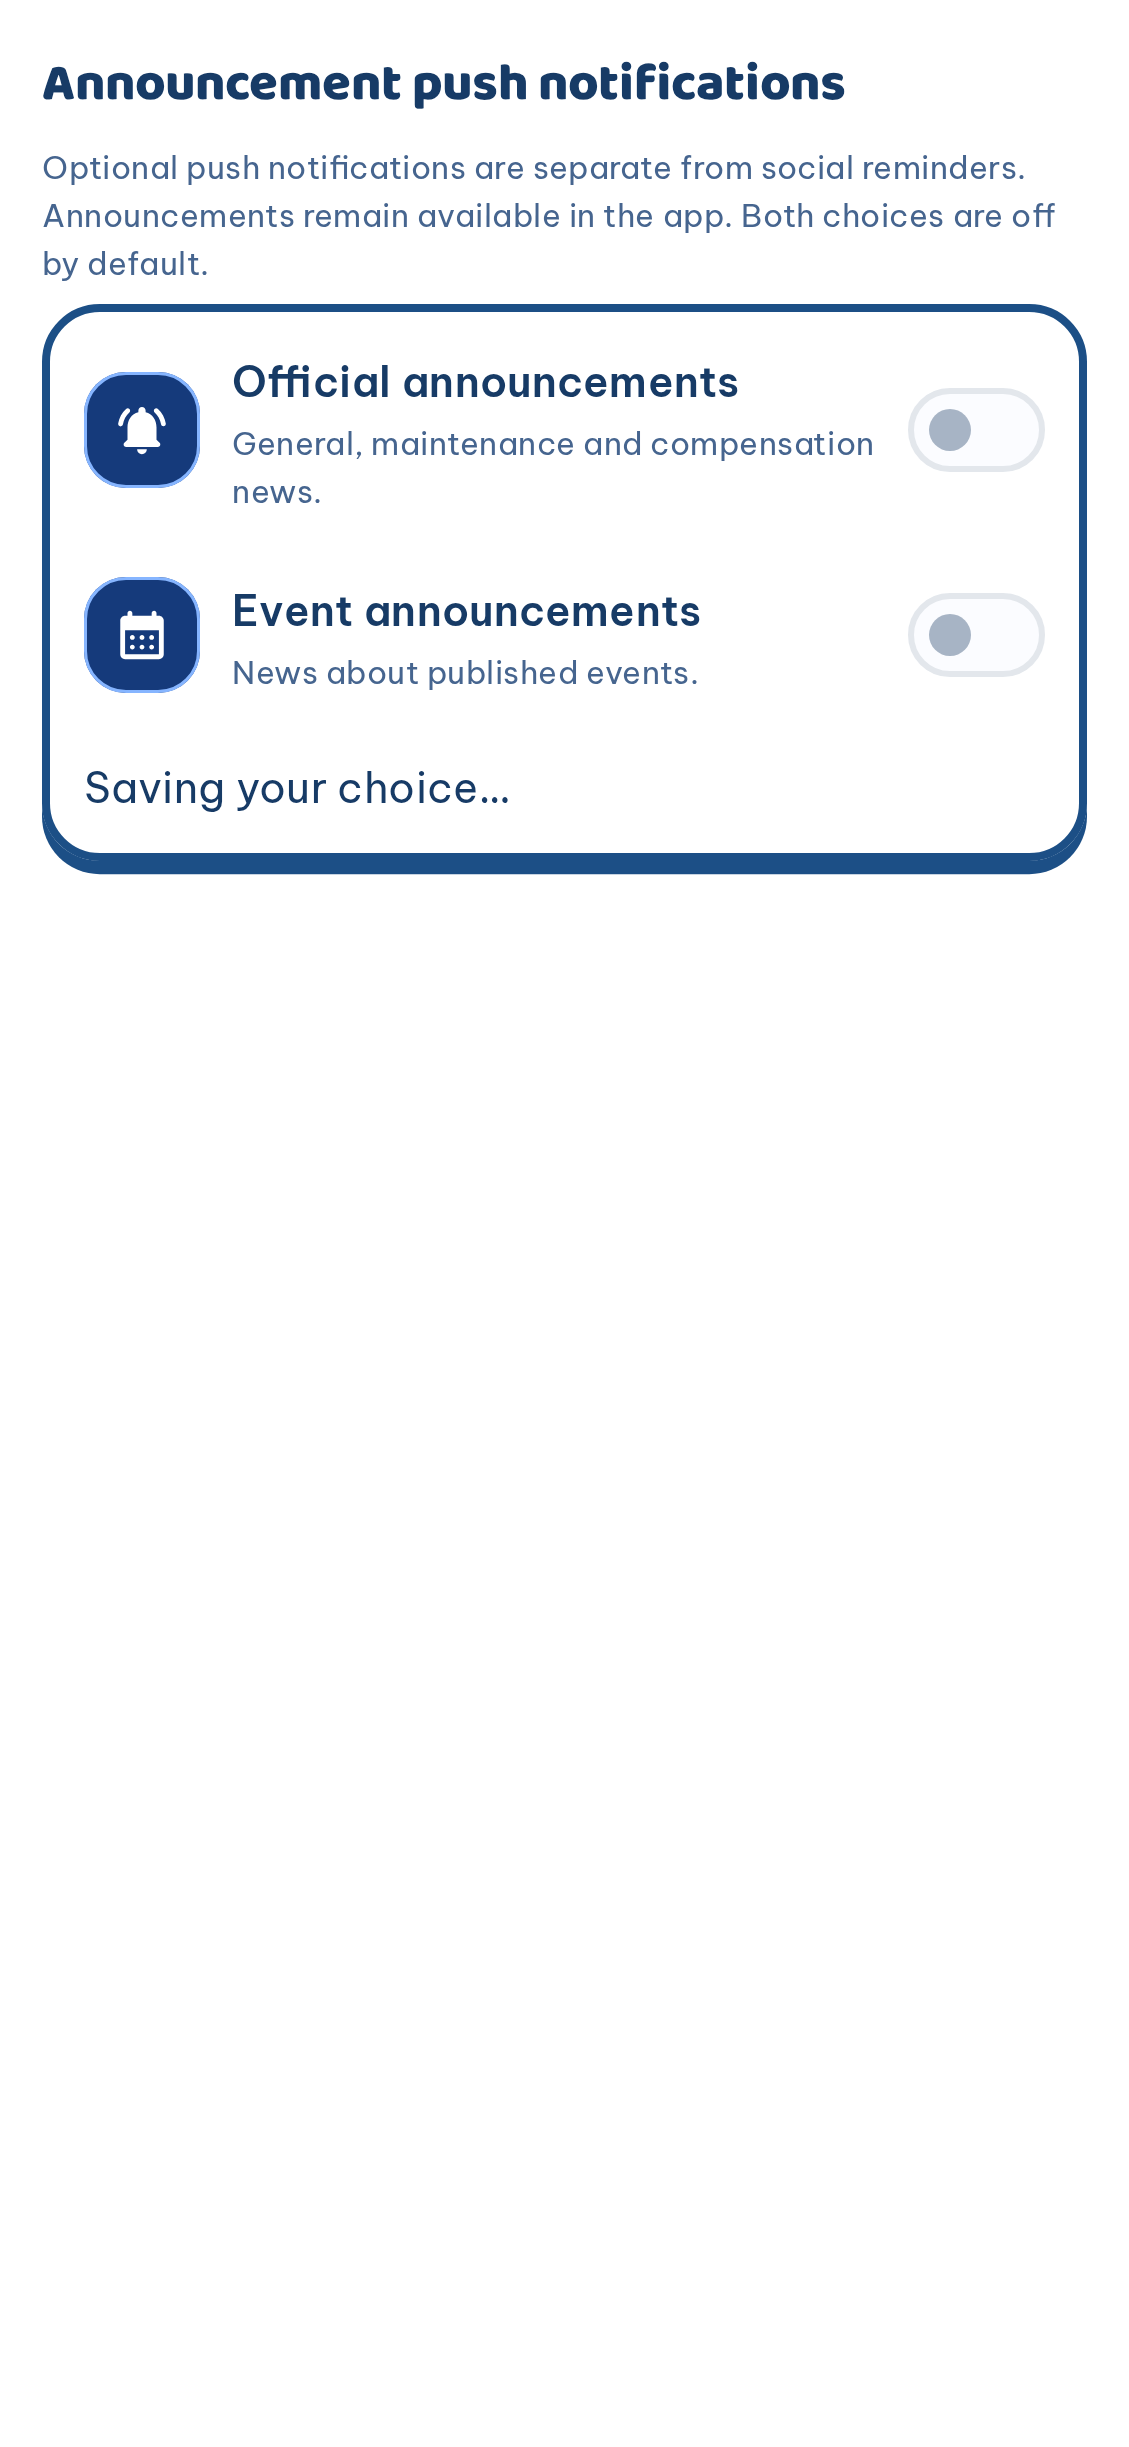 Announcement push notifications
Optional push notifications are separate from social reminders.
Announcements remain available in the app. Both choices are off
by default.
Official announcements
General, maintenance and compensation
news.
Event announcements
News about published events.
Saving your choice...